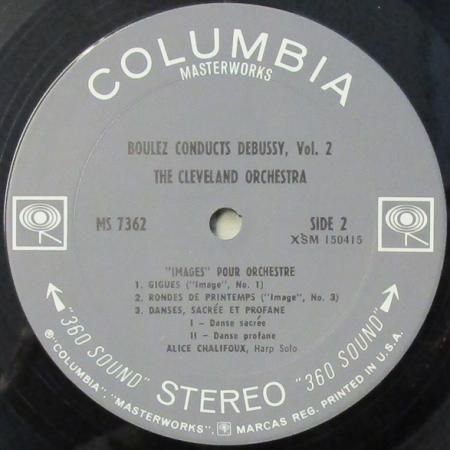 COLUMBIA
MASTERWORKS
BOULEZ CONDUCTS DEBUSSY, Vol. 2
THE CLEVELAND ORCHESTRA
MS 7362
SIDE 2
XSM 150415
"IMAGES" POUR ORCHESTRE
1. GIGUES ("Image", No. 1)
2. RONDES DE PRINTEMPS ("Image", No. 3)
3. DANSES, SACRÉE ET PROFANE
I - Danse sacrée
II - Danse profane
ALICE CHALIFOUX, Harp Solo
"360 SOUND" STEREO "360 SOUND"
℗"COLUMBIA", "MASTERWORKS", MARCAS REG. PRINTED IN U.S.A.